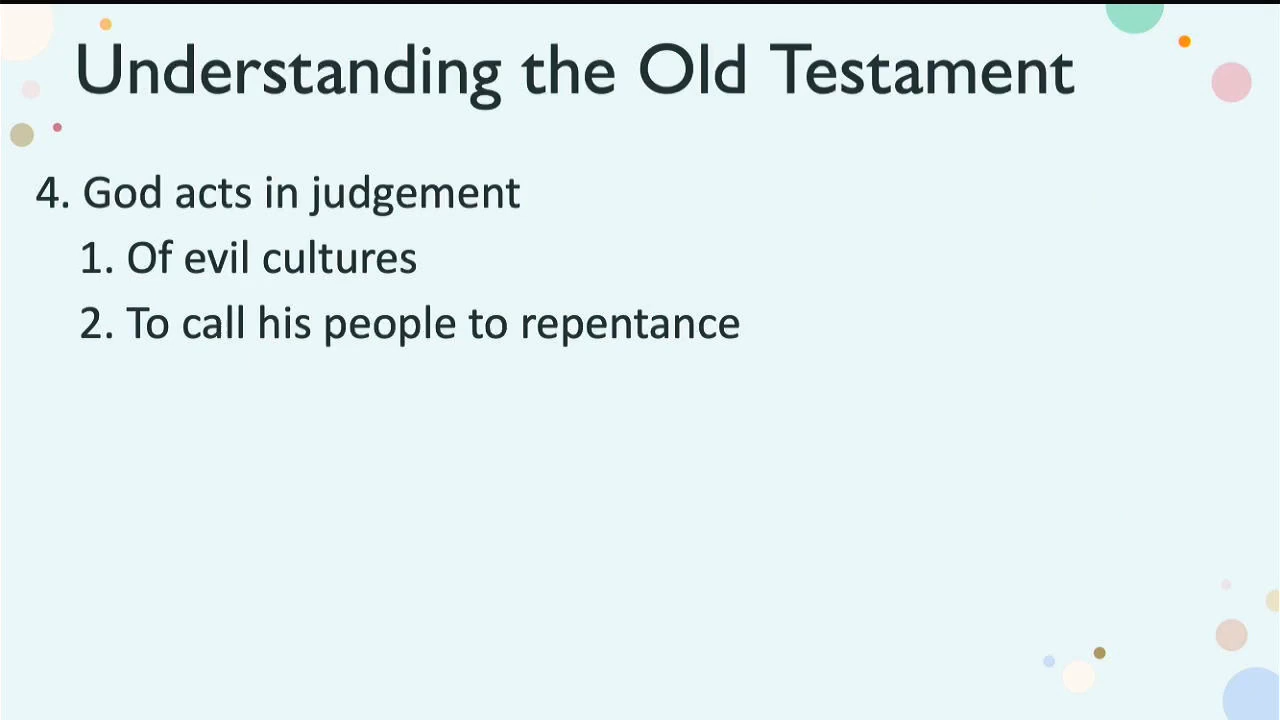 Understanding the Old Testament
4. God acts in judgement
1. Of evil cultures
2. To call his people to repentance